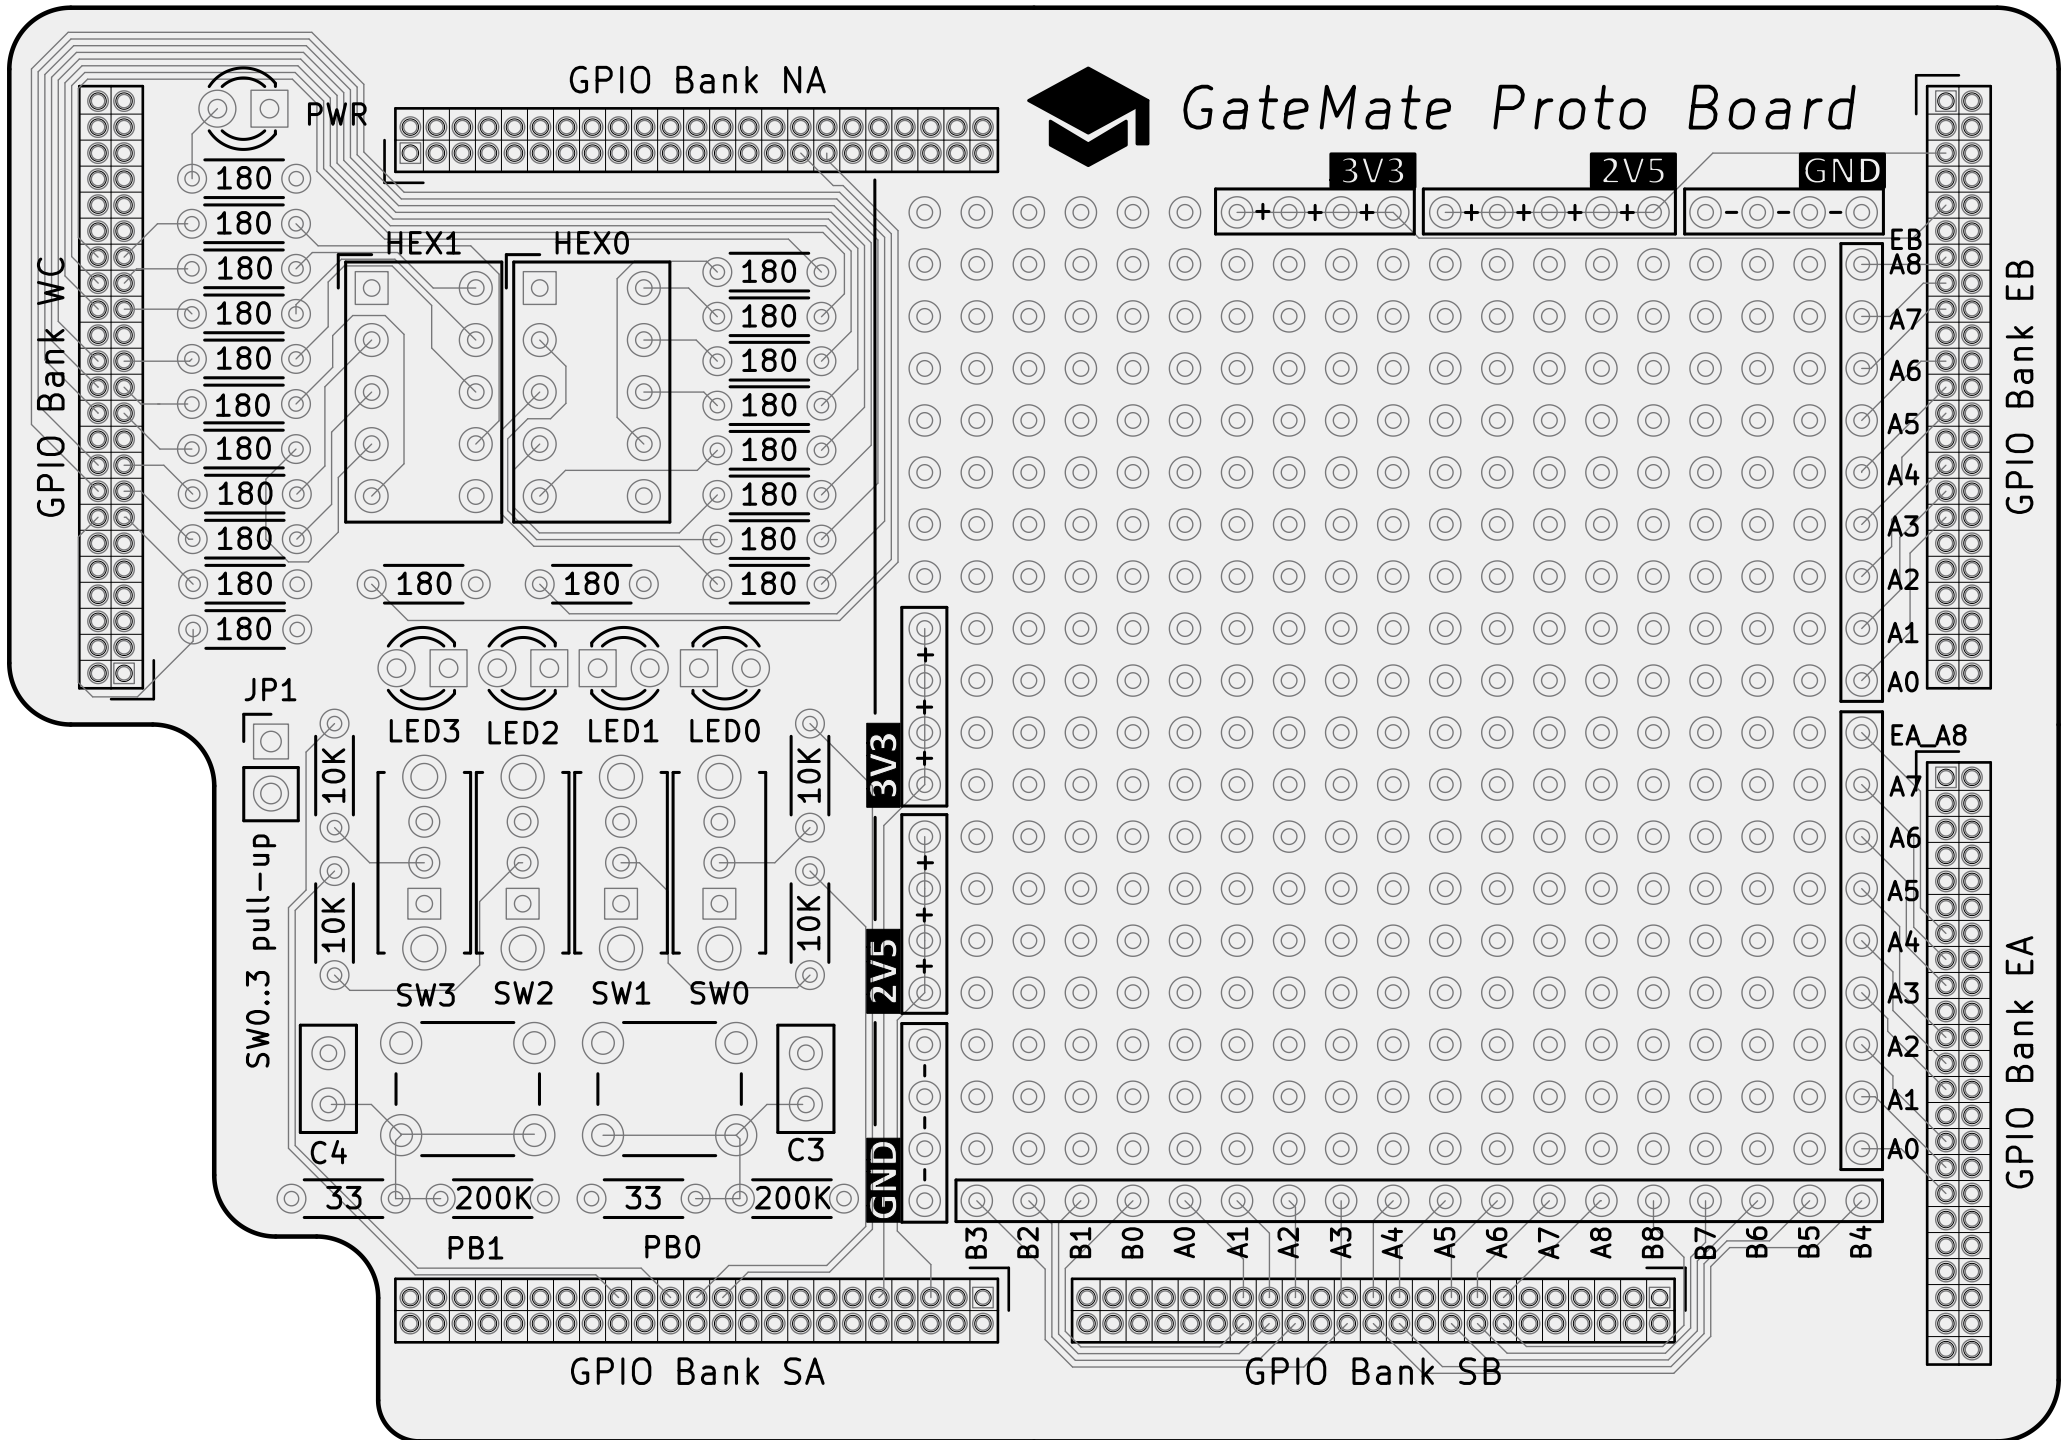 GPIO Bank NA
GateMate Proto Board
PWR
3V3
2V5
GND
+ + +
+ + + +
- - -
180
180
180
180
180
180
180
180
180
180
180
HEX1
HEX0
180
180
180
180
180
180
180
180
180
180
GPIO Bank WC
EB
A8
A7
A6
A5
A4
A3
A2
A1
A0
GPIO Bank EB
JP1
LED3
LED2
LED1
LED0
10K
10K
10K
10K
SW0..3 pull-up
SW3
SW2
SW1
SW0
3V3
+ + +
2V5
+ + +
GND
- - -
EA_A8
A7
A6
A5
A4
A3
A2
A1
A0
GPIO Bank EA
C4
C3
33
200K
33
200K
PB1
PB0
B3
B2
B1
B0
A0
A1
A2
A3
A4
A5
A6
A7
A8
B8
B7
B6
B5
B4
GPIO Bank SA
GPIO Bank SB